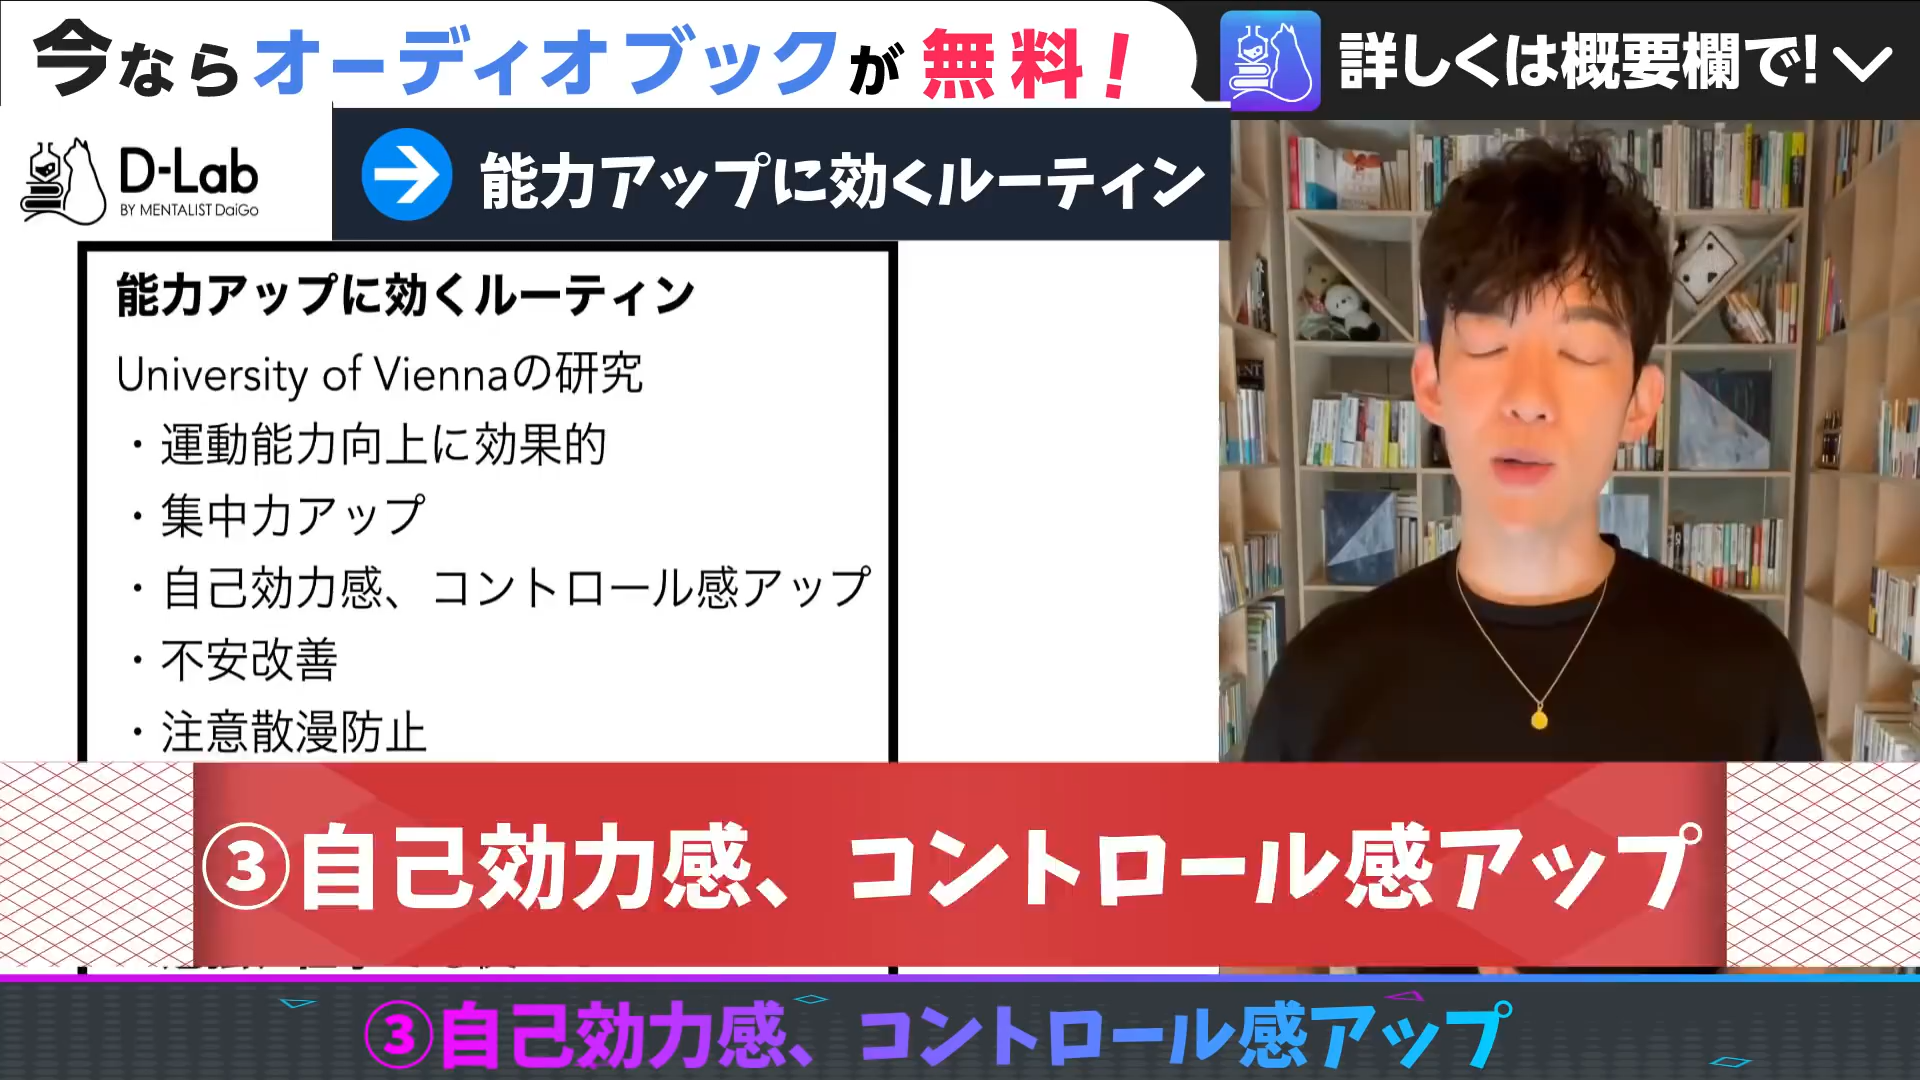 今ならオーディオブックが無料！
詳しくは概要欄で!
D-Lab
BY MENTALIST DaiGo
能力アップに効くルーティン
能力アップに効くルーティン
University of Viennaの研究
・運動能力向上に効果的
・集中力アップ
・自己効力感、コントロール感アップ
・不安改善
・注意散漫防止
③自己効力感、コントロール感アップ
③自己効力感、コントロール感アップ